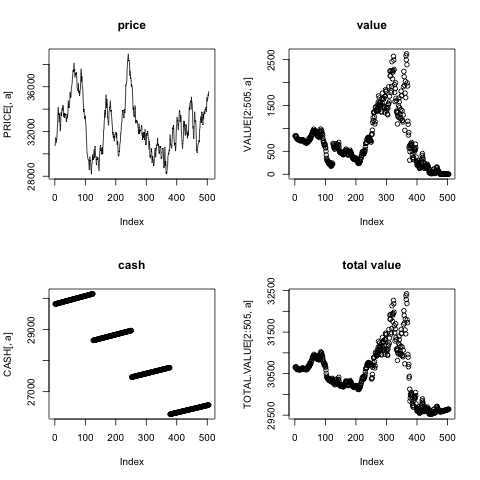 price
PRICE[, a]
28000 32000 36000
0 100 200 300 400 500
Index
value
VALUE[2:505, a]
0 500 1500 2500
0 100 200 300 400 500
Index
cash
CASH[, a]
27000 29000
0 100 200 300 400 500
Index
total value
TOTAL.VALUE[2:505, a]
29500 30500 31500 32500
0 100 200 300 400 500
Index